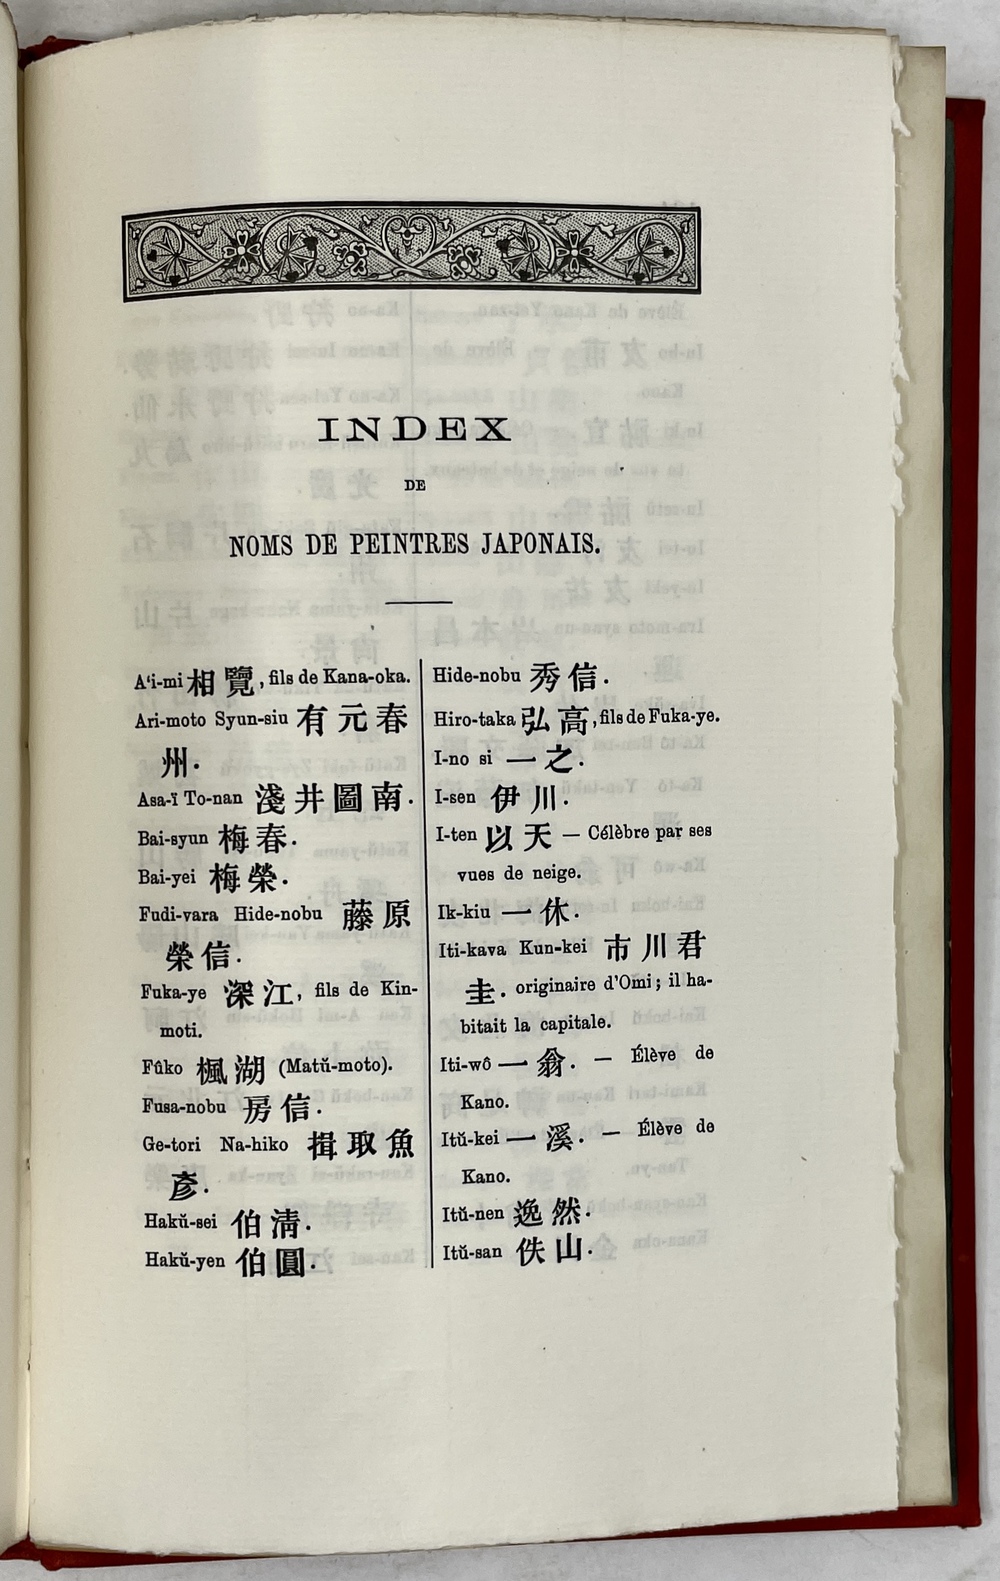 INDEX
DE
NOMS DE PEINTRES JAPONAIS.
A'i-mi 相覽, fils de Kana-oka.
Ari-moto Syun-siu 有元春
州.
Asa-ï To-nan 淺井圖南.
Bai-syun 梅春.
Bai-yei 梅榮.
Fudi-vara Hide-nobu 藤原
榮信.
Fuka-ye 深江, fils de Kin-
moti.
Fûko 楓湖 (Matŭ-moto).
Fusa-nobu 房信.
Ge-tori Na-hiko 揖取魚
彥.
Hakŭ-sei 伯淸.
Hakŭ-yen 伯圓.
Hide-nobu 秀信.
Hiro-taka 弘高, fils de Fuka-ye.
I-no si 一之.
I-sen 伊川.
I-ten 以天 — Célèbre par ses
vues de neige.
Ik-kiu 一休.
Iti-kava Kun-kei 市川君
圭. originaire d'Omi; il ha-
bitait la capitale.
Iti-wô 一翁. — Élève de
Kano.
Itŭ-kei 一溪. — Élève de
Kano.
Itŭ-nen 逸然.
Itŭ-san 佚山.